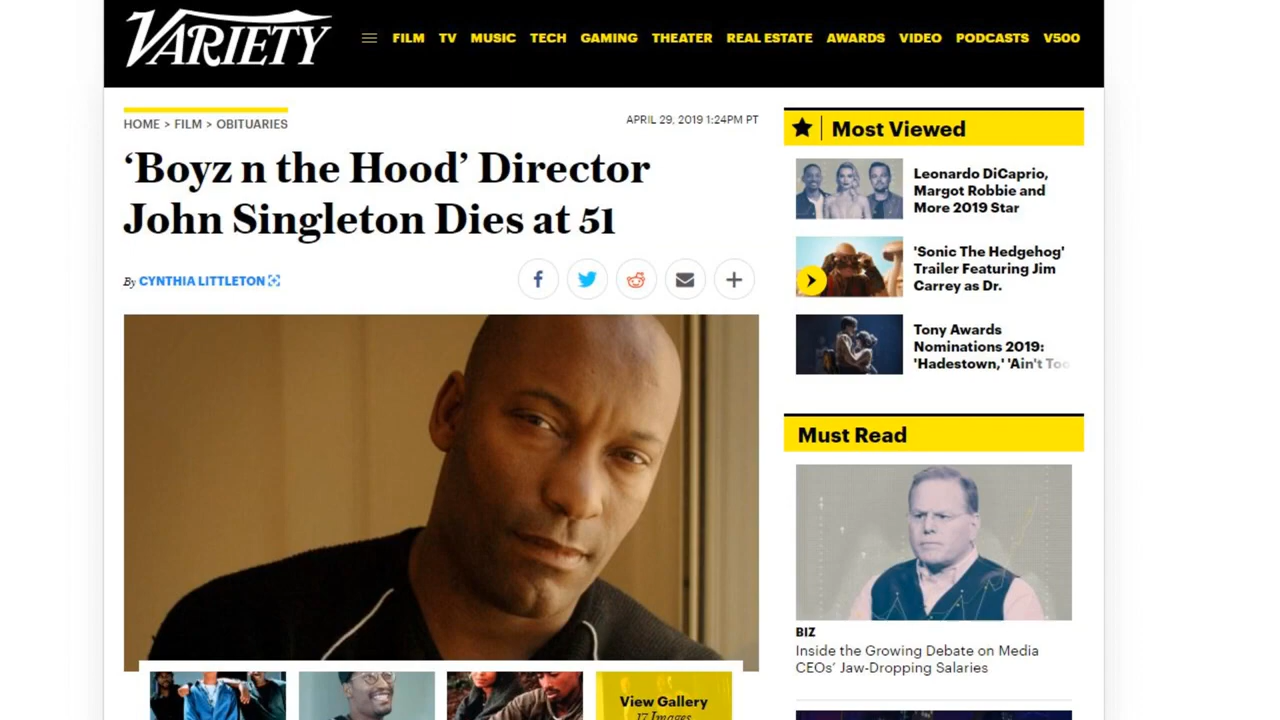 VARIETY
FILM TV MUSIC TECH GAMING THEATER REAL ESTATE AWARDS VIDEO PODCASTS V500
HOME > FILM > OBITUARIES
APRIL 29, 2019 1:24PM PT
‘Boyz n the Hood’ Director
John Singleton Dies at 51
By CYNTHIA LITTLETON
Most Viewed
Leonardo DiCaprio,
Margot Robbie and
More 2019 Star
'Sonic The Hedgehog'
Trailer Featuring Jim
Carrey as Dr.
Tony Awards
Nominations 2019:
'Hadestown,' 'Ain't Too
Must Read
BIZ
Inside the Growing Debate on Media
CEOs’ Jaw-Dropping Salaries
View Gallery
17 Images